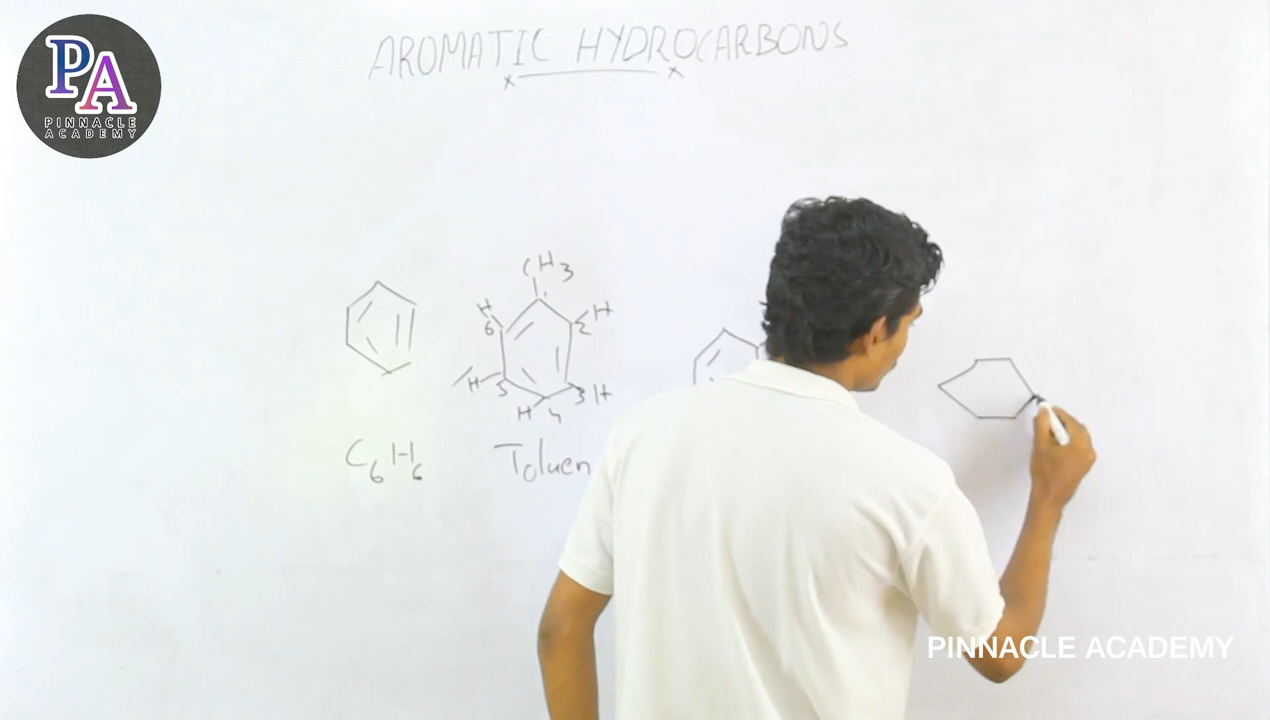 AROMATIC HYDROCARBONS
PA
PINNACLE
ACADEMY
CH3
H
6
2 H
H 5
3 H
H 4
C6H6
Toluen
PINNACLE ACADEMY